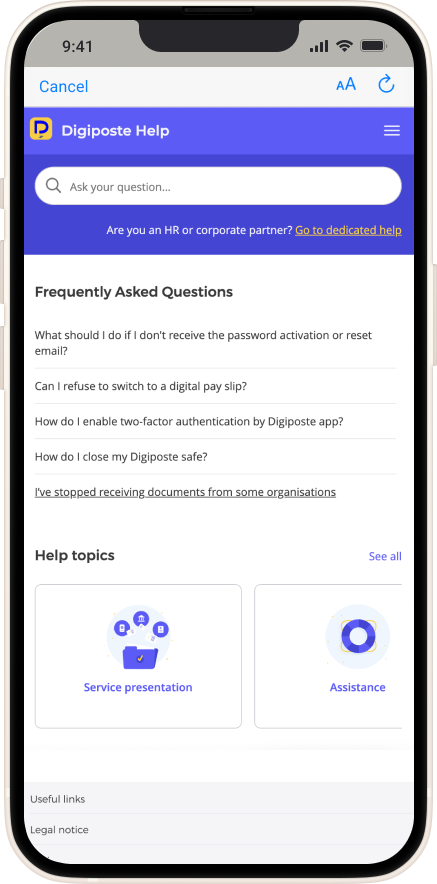 9:41
Cancel
AA
Digiposte Help
Ask your question...
Are you an HR or corporate partner? Go to dedicated help
Frequently Asked Questions
What should I do if I don't receive the password activation or reset
email?
Can I refuse to switch to a digital pay slip?
How do I enable two-factor authentication by Digiposte app?
How do I close my Digiposte safe?
I've stopped receiving documents from some organisations
Help topics
See all
Service presentation
Assistance
Useful links
Legal notice